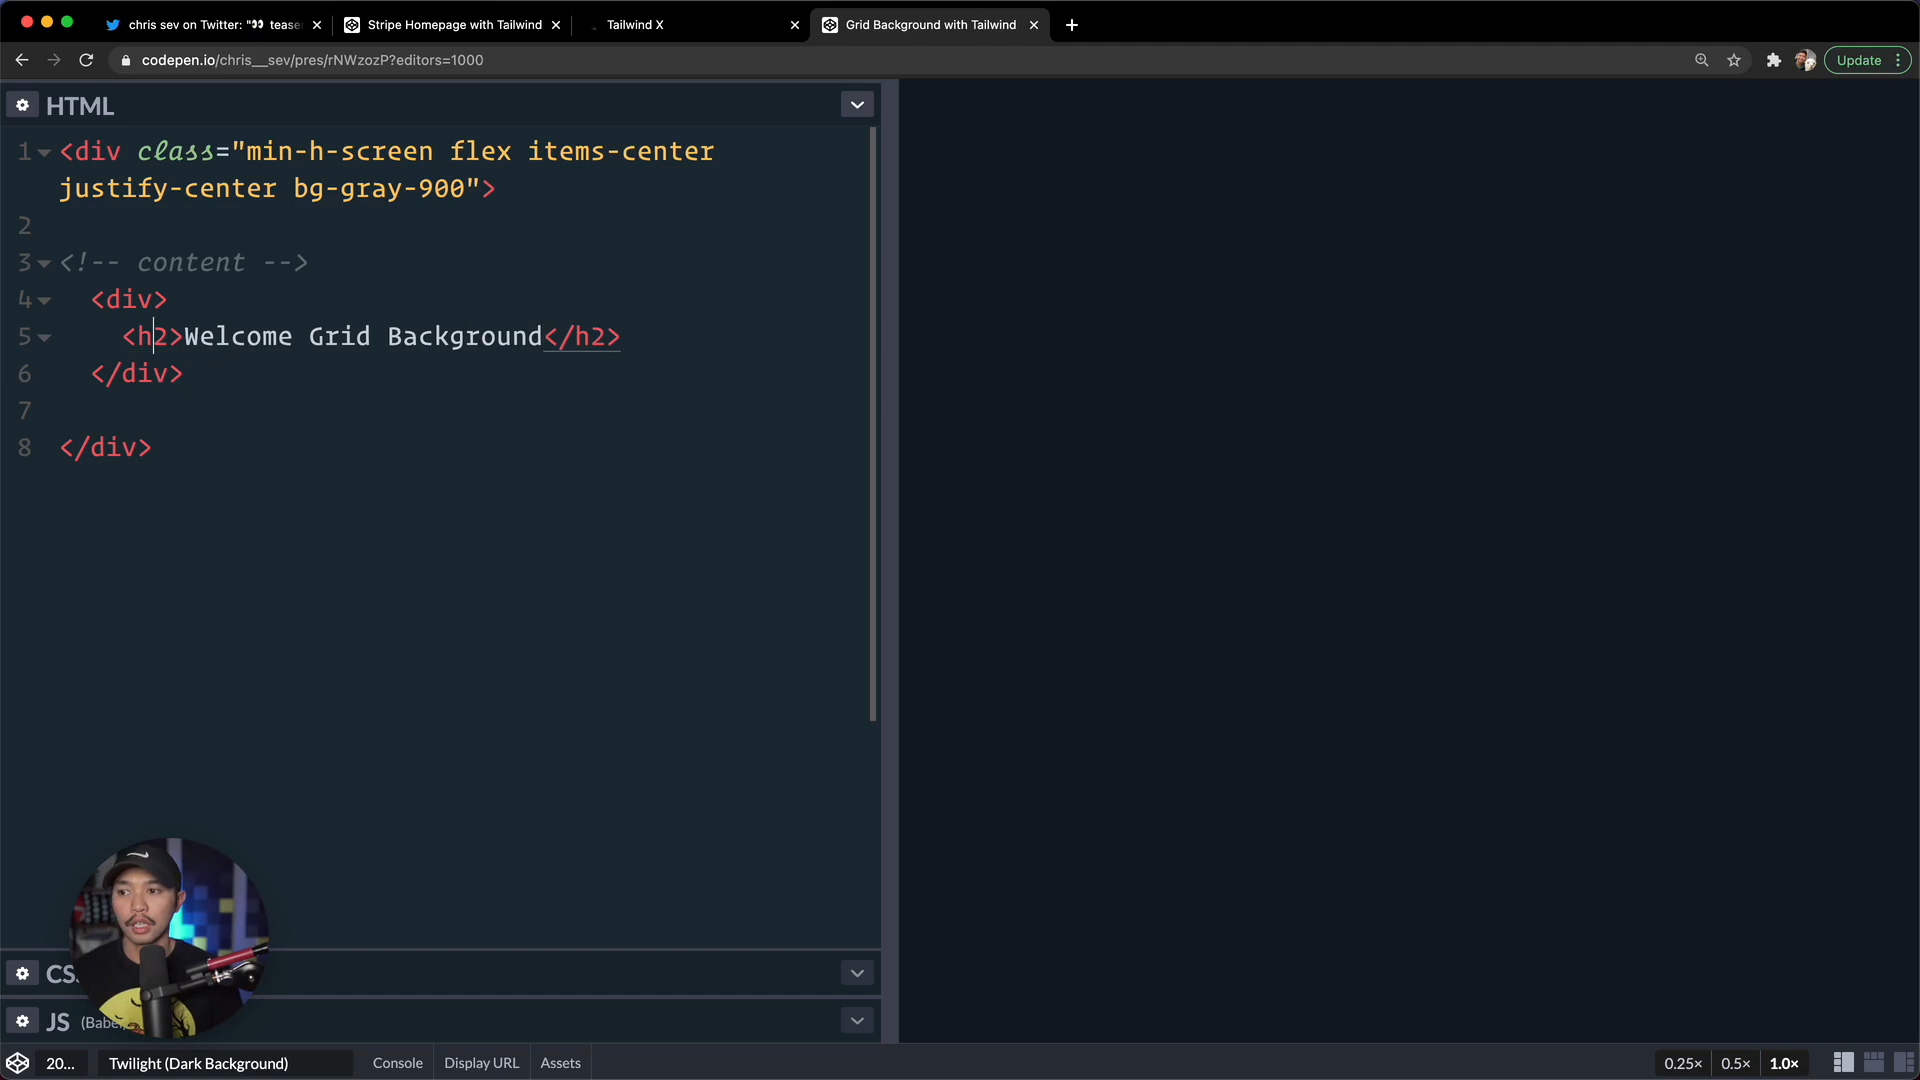 chris sev on Twitter: "👀 tease
Stripe Homepage with Tailwind
Tailwind X
Grid Background with Tailwind
codepen.io/chris__sev/pres/rNWzozP?editors=1000
Update
HTML
1 <div class="min-h-screen flex items-center
justify-center bg-gray-900">
2
3 <!-- content -->
4 <div>
5 <h2>Welcome Grid Background</h2>
6 </div>
7
8 </div>
CS
JS (Babe
20...
Twilight (Dark Background)
Console
Display URL
Assets
0.25×
0.5×
1.0×